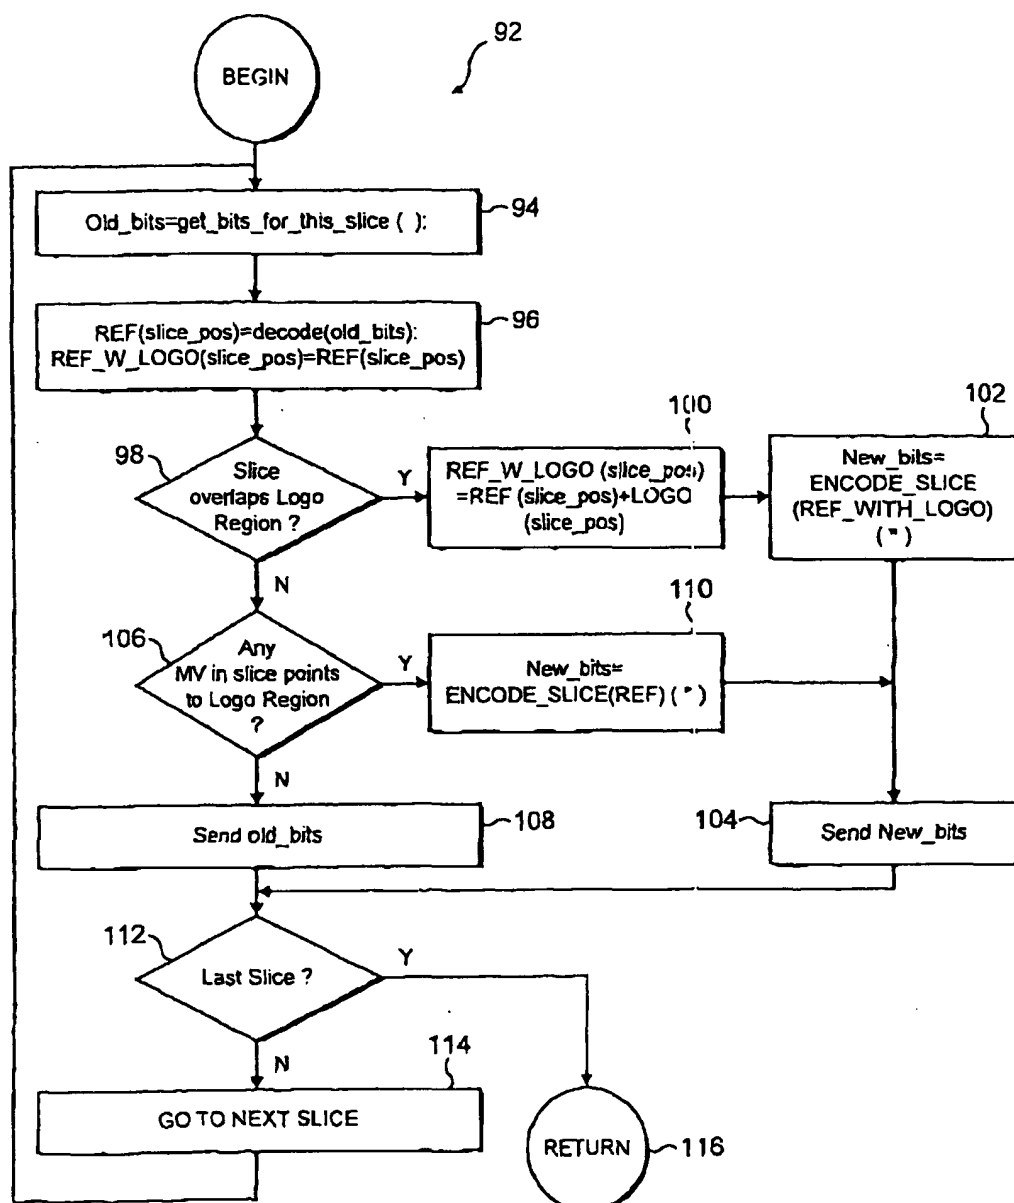 92
BEGIN
Old_bits=get_bits_for_this_slice ( ):
94
REF(slice_pos)=decode(old_bits):
REF_W_LOGO(slice_pos)=REF(slice_pos)
96
98
Slice
overlaps Logo
Region ?
Y
N
100
REF_W_LOGO (slice_pos)
=REF (slice_pos)+LOGO
(slice_pos)
102
New_bits=
ENCODE_SLICE
(REF_WITH_LOGO)
( * )
106
Any
MV in slice points
to Logo Region
?
Y
N
110
New_bits=
ENCODE_SLICE(REF) ( * )
Send old_bits
108
104
Send New_bits
112
Last Slice ?
Y
N
114
GO TO NEXT SLICE
RETURN
116